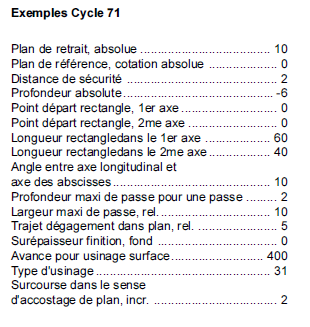 Exemples Cycle 71
Plan de retrait, absolue ..................................... 10
Plan de référence, cotation absolue .................. 0
Distance de sécurité ......................................... 2
Profondeur absolute.......................................... -6
Point départ rectangle, 1er axe .......................... 0
Point départ rectangle, 2me axe ........................ 0
Longueur rectangledans le 1er axe ................... 60
Longueur rectangledans le 2me axe .................. 40
Angle entre axe longitudinal et
axe des abscisses............................................. 10
Profondeur maxi de passe pour une passe ......... 2
Largeur maxi de passe, rel................................ 10
Trajet dégagement dans plan, rel. ...................... 5
Surépaisseur finition, fond .................................. 0
Avance pour usinage surface.......................... 400
Type d'usinage .................................................. 31
Surcourse dans le sense
d'accostage de plan, incr. .................................. 2